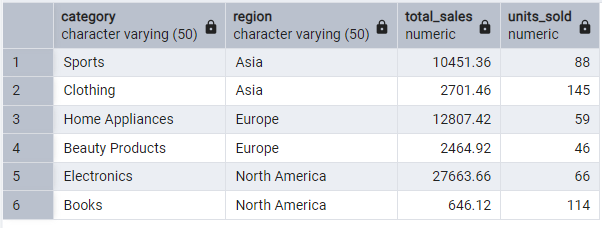 category region total_sales units_sold
character varying (50) character varying (50) numeric numeric
1 Sports Asia 10451.36 88
2 Clothing Asia 2701.46 145
3 Home Appliances Europe 12807.42 59
4 Beauty Products Europe 2464.92 46
5 Electronics North America 27663.66 66
6 Books North America 646.12 114